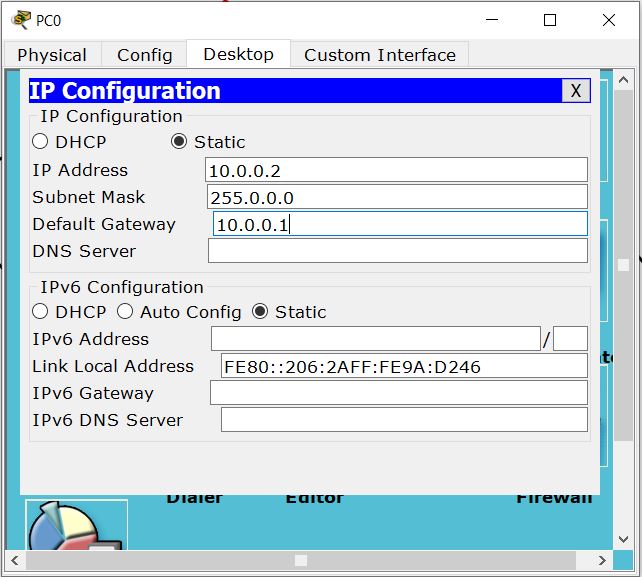 PC0
Physical Config Desktop Custom Interface
IP Configuration X
IP Configuration
DHCP Static
IP Address 10.0.0.2
Subnet Mask 255.0.0.0
Default Gateway 10.0.0.1
DNS Server
IPv6 Configuration
DHCP Auto Config Static
IPv6 Address /
Link Local Address FE80::206:2AFF:FE9A:D246
IPv6 Gateway
IPv6 DNS Server
Dialer Editor Firewall